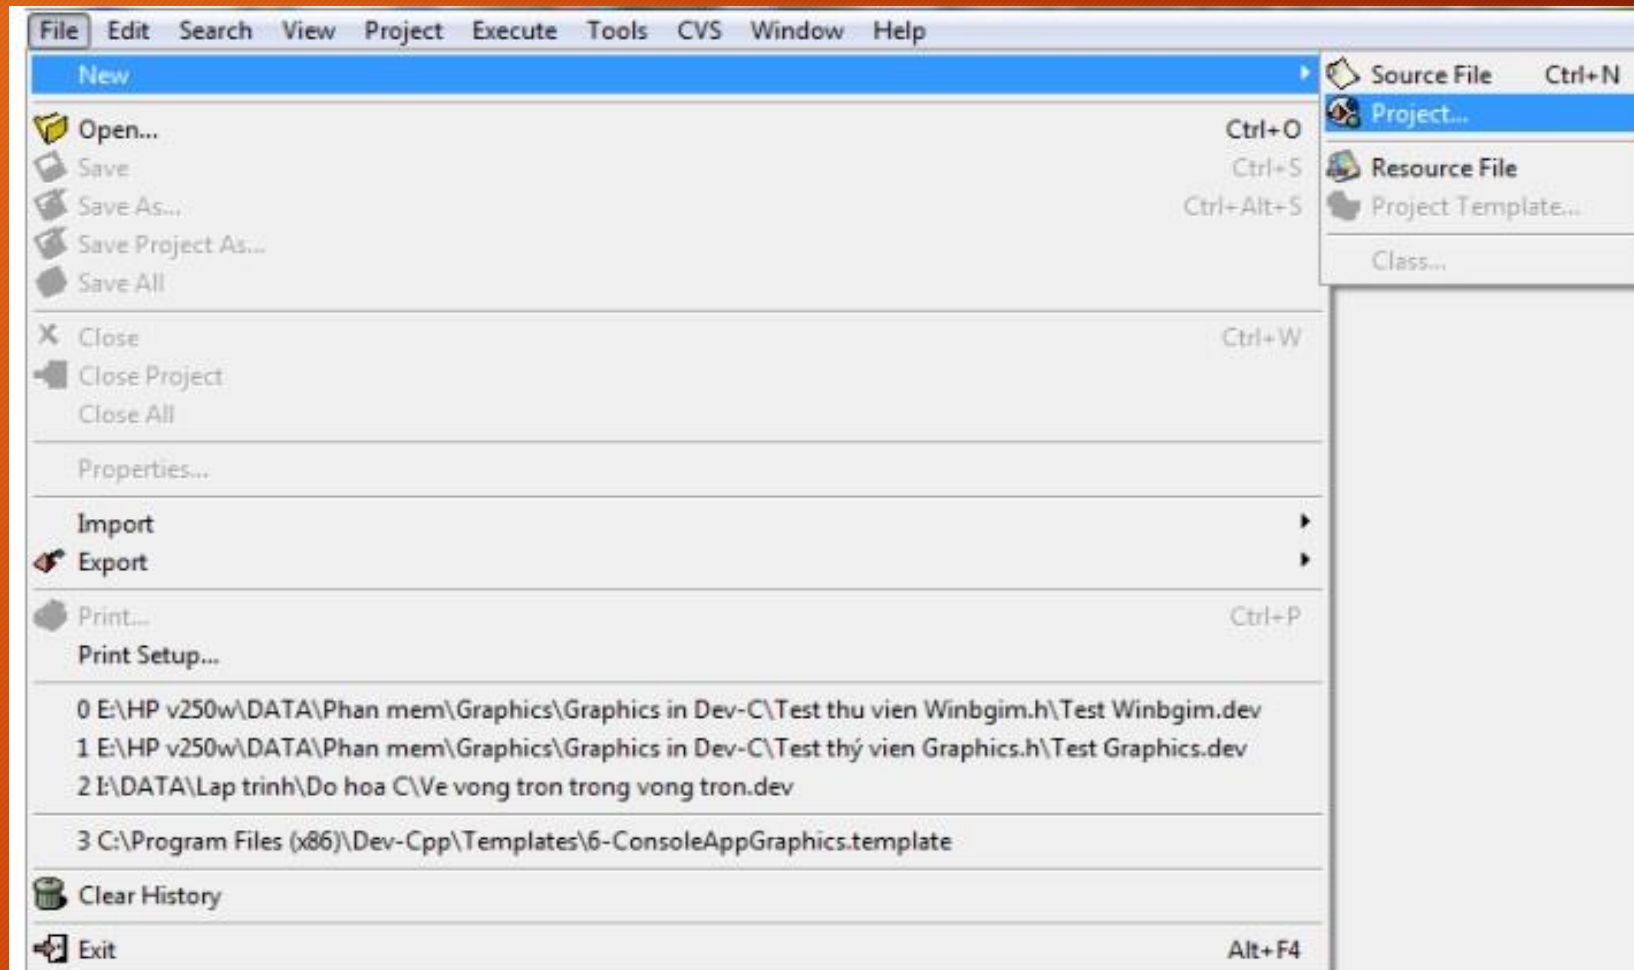 File Edit Search View Project Execute Tools CVS Window Help
New
Source File Ctrl+N
Project...
Resource File
Project Template...
Class...
Open... Ctrl+O
Save Ctrl+S
Save As... Ctrl+Alt+S
Save Project As...
Save All
Close Ctrl+W
Close Project
Close All
Properties...
Import
Export
Print... Ctrl+P
Print Setup...
0 E:\HP v250w\DATA\Phan mem\Graphics\Graphics in Dev-C\Test thu vien Winbgim.h\Test Winbgim.dev
1 E:\HP v250w\DATA\Phan mem\Graphics\Graphics in Dev-C\Test thý vien Graphics.h\Test Graphics.dev
2 I:\DATA\Lap trinh\Do hoa C\Ve vong tron trong vong tron.dev
3 C:\Program Files (x86)\Dev-Cpp\Templates\6-ConsoleAppGraphics.template
Clear History
Exit Alt+F4